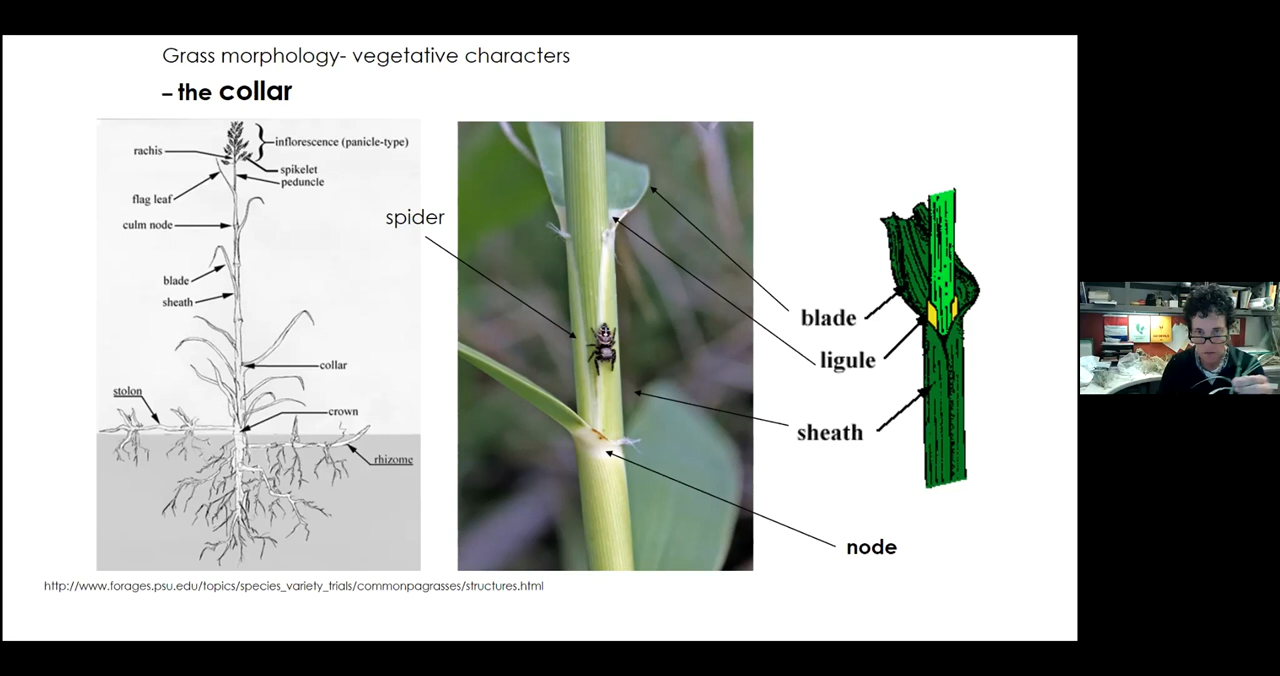 Grass morphology- vegetative characters
– the collar
inflorescence (panicle-type)
rachis
spikelet
peduncle
flag leaf
culm node
blade
sheath
collar
stolon
crown
rhizome
spider
blade
ligule
sheath
node
http://www.forages.psu.edu/topics/species_variety_trials/commonpagrasses/structures.html